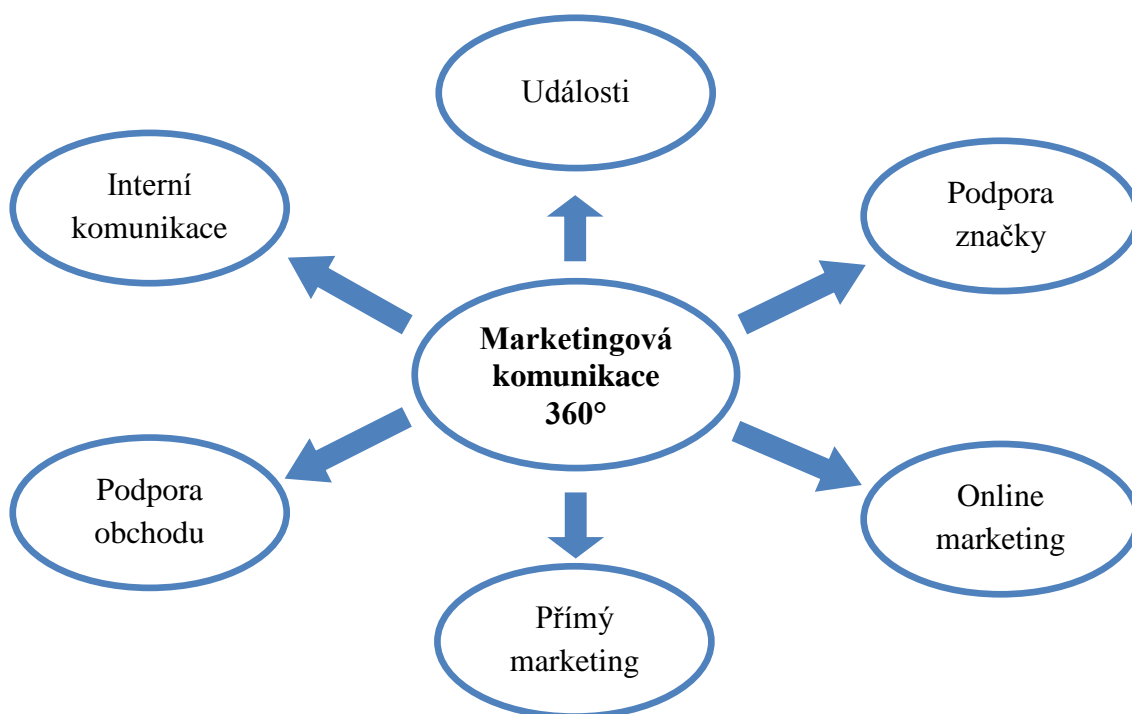 Události
Interní
komunikace
Podpora
značky
Marketingová
komunikace
360°
Podpora
obchodu
Online
marketing
Přímý
marketing